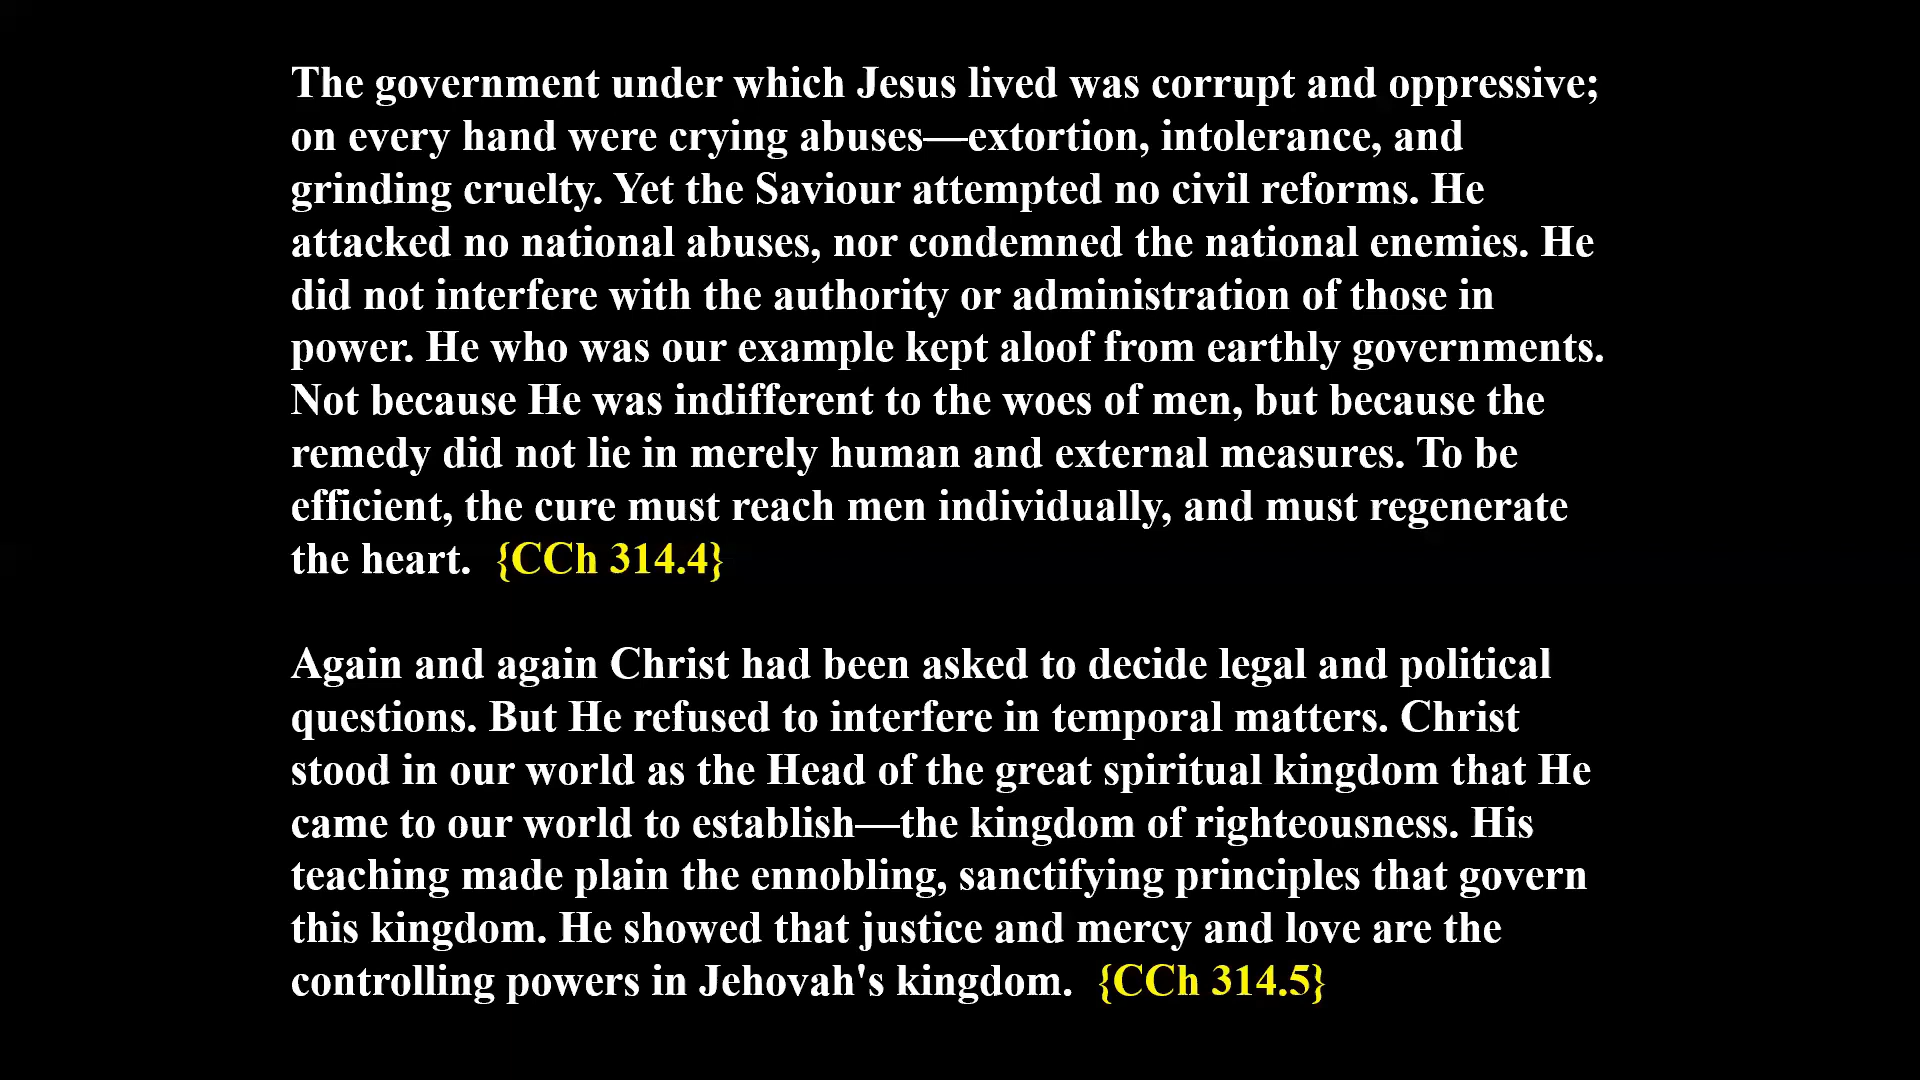 The government under which Jesus lived was corrupt and oppressive;
on every hand were crying abuses—extortion, intolerance, and
grinding cruelty. Yet the Saviour attempted no civil reforms. He
attacked no national abuses, nor condemned the national enemies. He
did not interfere with the authority or administration of those in
power. He who was our example kept aloof from earthly governments.
Not because He was indifferent to the woes of men, but because the
remedy did not lie in merely human and external measures. To be
efficient, the cure must reach men individually, and must regenerate
the heart. {CCh 314.4}
Again and again Christ had been asked to decide legal and political
questions. But He refused to interfere in temporal matters. Christ
stood in our world as the Head of the great spiritual kingdom that He
came to our world to establish—the kingdom of righteousness. His
teaching made plain the ennobling, sanctifying principles that govern
this kingdom. He showed that justice and mercy and love are the
controlling powers in Jehovah's kingdom. {CCh 314.5}